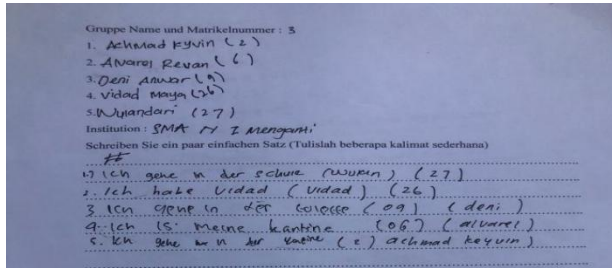 Gruppe Name und Matrikelnummer : 3
1. Achmad Kyvin (2)
2. Alvarel Revan (6)
3. Deni Anwar (9)
4. Vidad Maya (26)
5. Wulandari (27)
Institution : SMA N 1 Menganti
Schreiben Sie ein paar einfachen Satz (Tulislah beberapa kalimat sederhana)
1.) Ich gehe in der schule (27)
2. Ich habe Vidad (Vidad) (26)
3. Ich gehe in der (09) (deni)
4. Ich is meine kantine (06) (alvarel)
5. Ich gehe in der kantine (2) achmad keyvin)